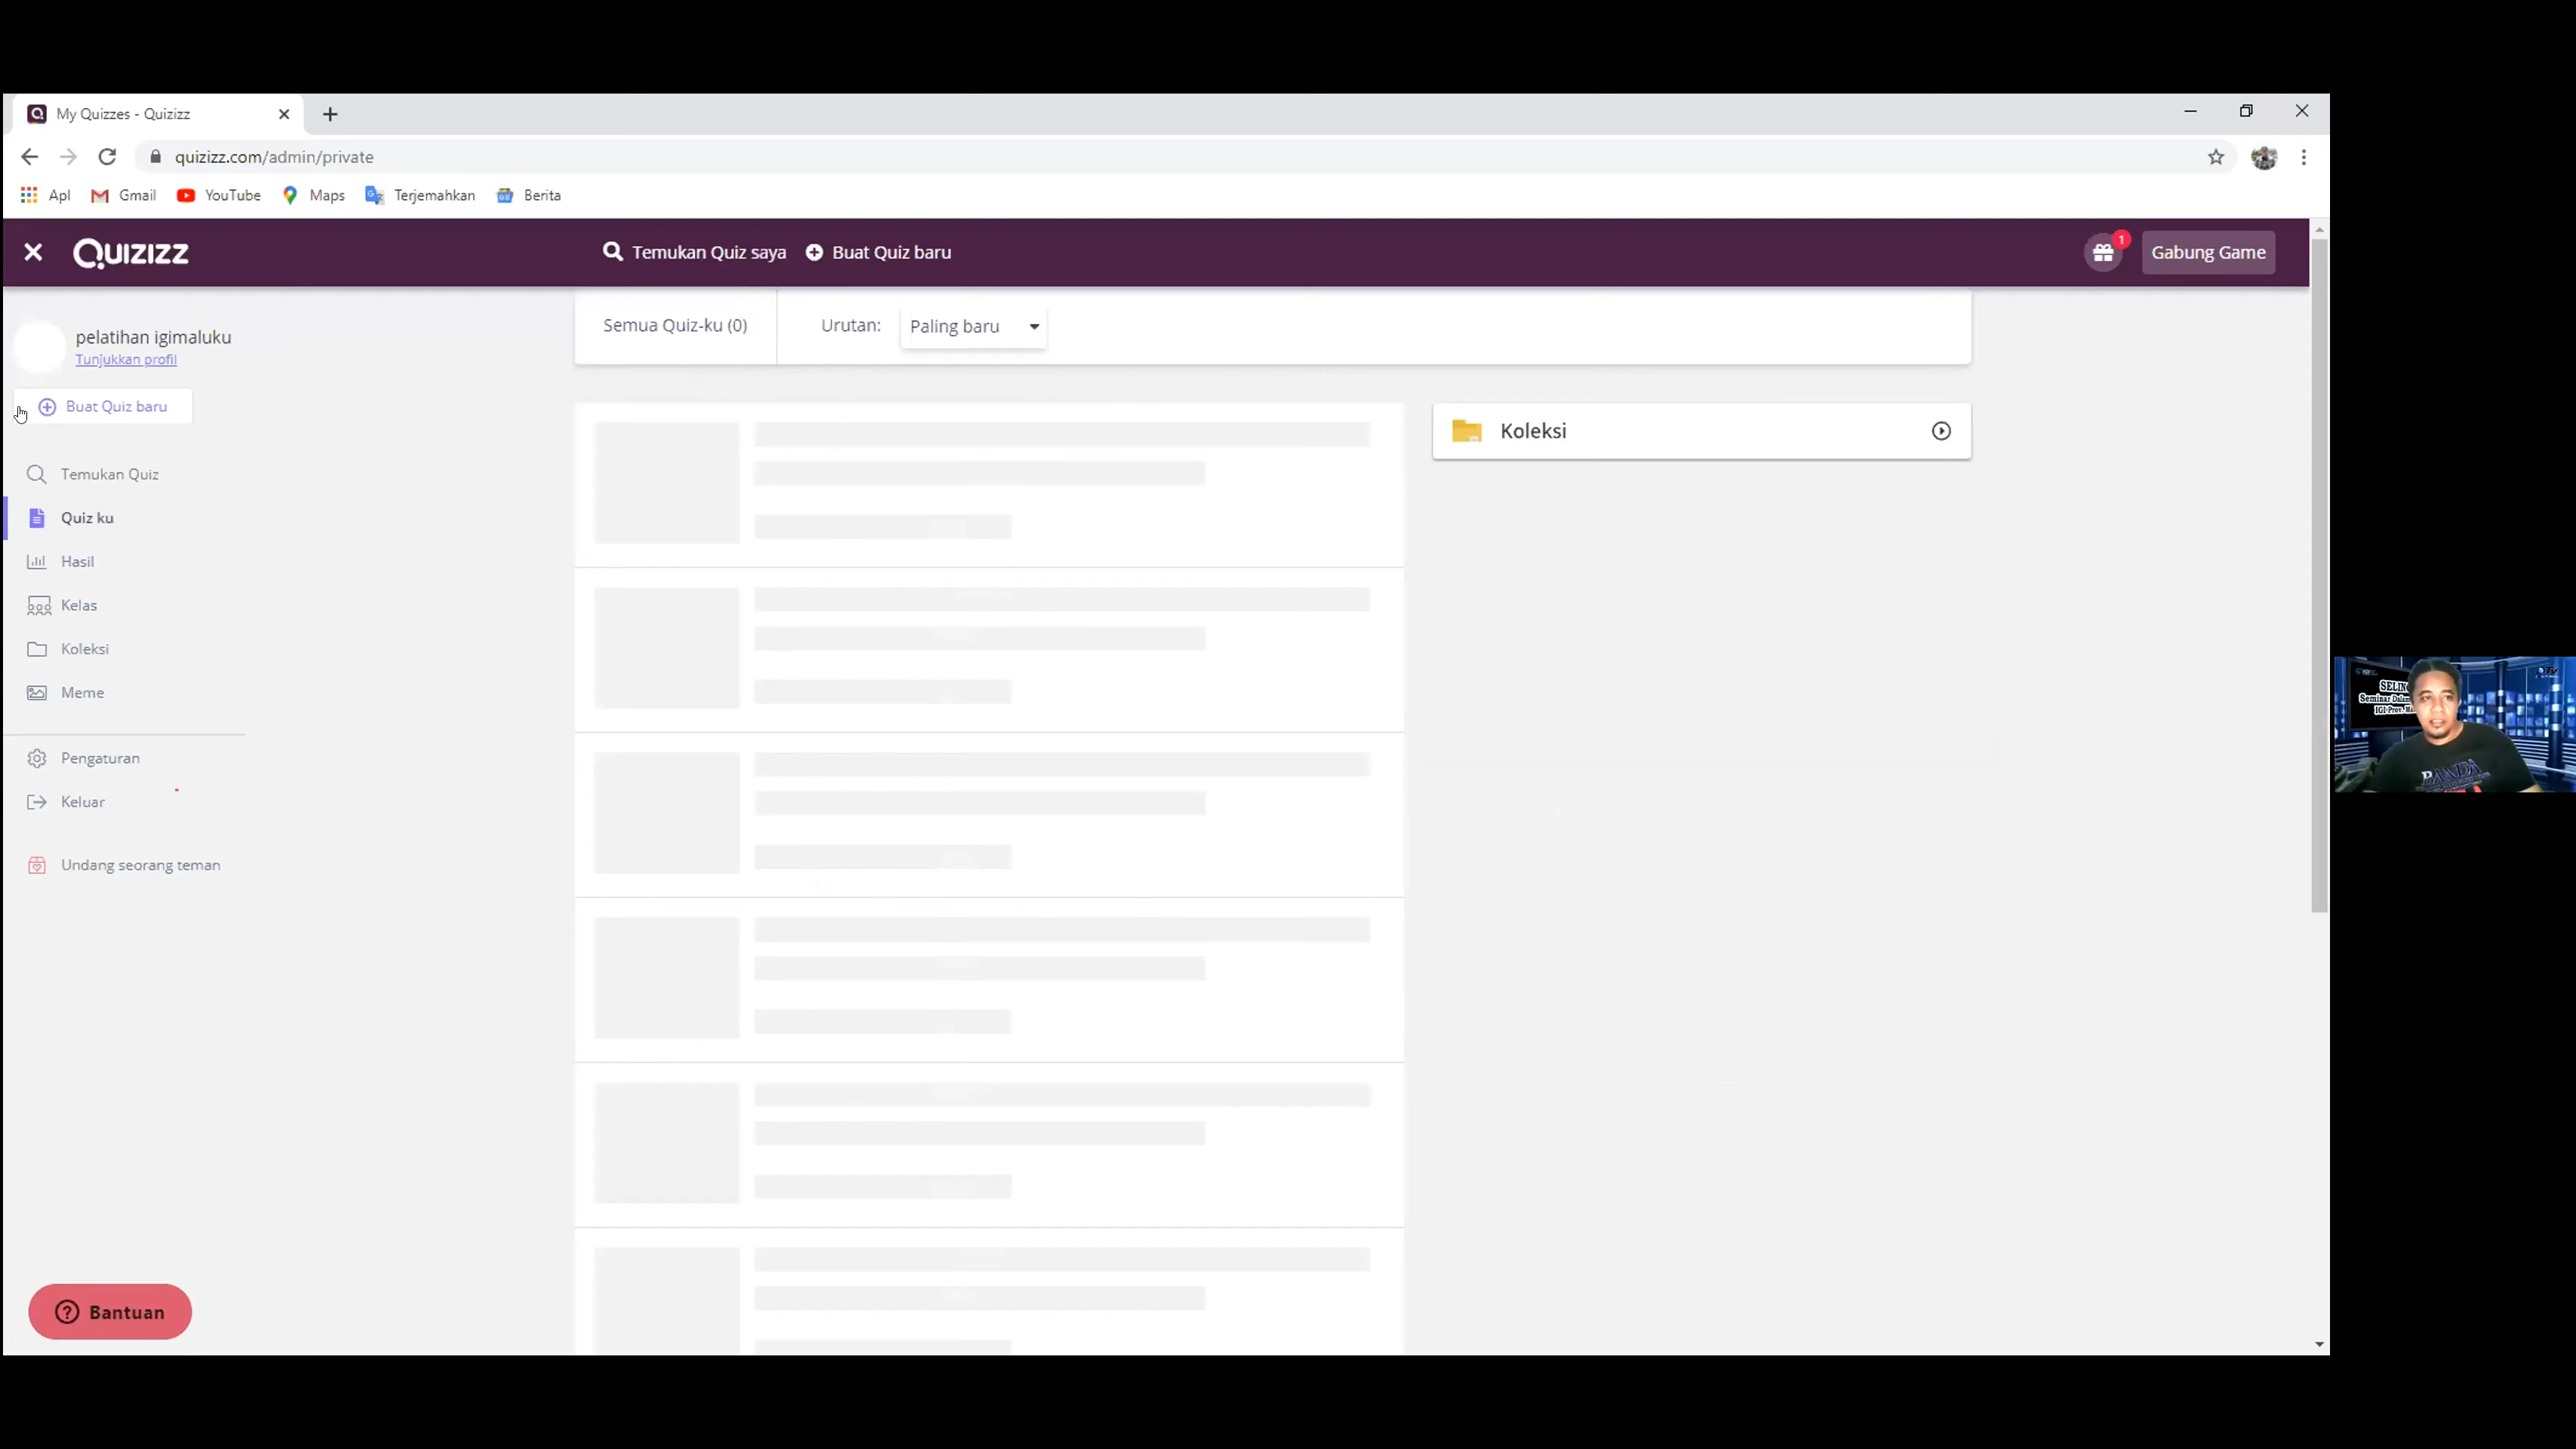 My Quizzes - Quizizz
quizizz.com/admin/private
Apl Gmail YouTube Maps Terjemahkan Berita
Quizizz Temukan Quiz saya Buat Quiz baru 1 Gabung Game
pelatihan igimaluku
Tunjukkan profil
Buat Quiz baru
Temukan Quiz
Quiz ku
Hasil
Kelas
Koleksi
Meme
Pengaturan
Keluar
Undang seorang teman
Bantuan
Semua Quiz-ku (0) Urutan: Paling baru
Koleksi
Seminar